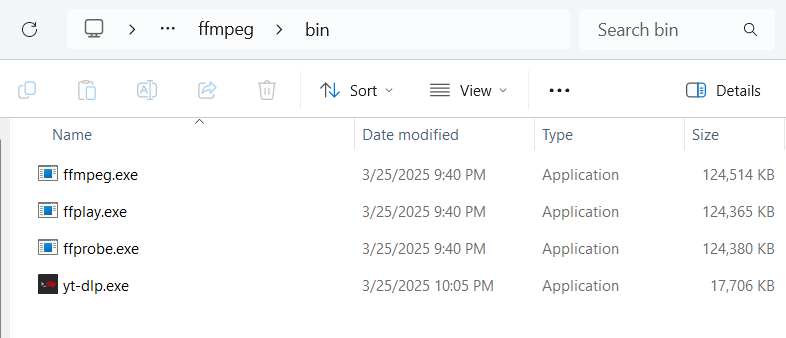 ffmpeg bin Search bin
Sort View Details
Name Date modified Type Size
ffmpeg.exe 3/25/2025 9:40 PM Application 124,514 KB
ffplay.exe 3/25/2025 9:40 PM Application 124,365 KB
ffprobe.exe 3/25/2025 9:40 PM Application 124,380 KB
yt-dlp.exe 3/25/2025 10:05 PM Application 17,706 KB